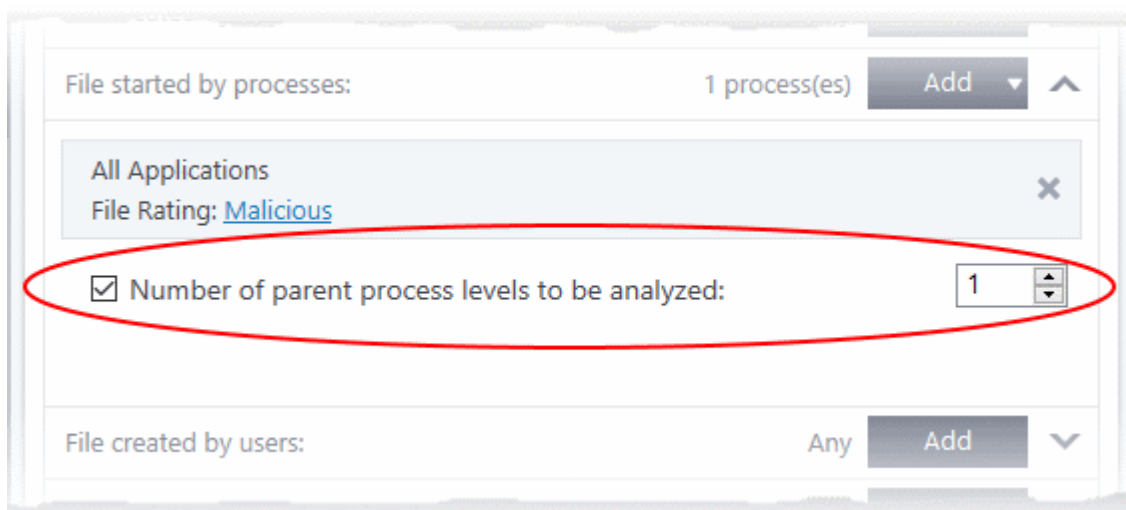 File started by processes: 1 process(es) Add
All Applications
File Rating: Malicious
Number of parent process levels to be analyzed: 1
File created by users: Any Add